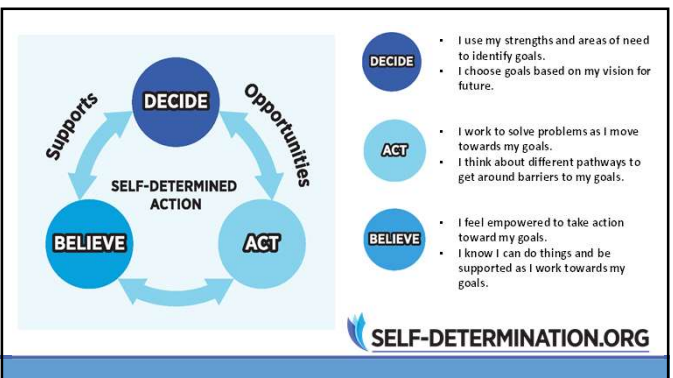 DECIDE
Supports
Opportunities
SELF-DETERMINED
ACTION
BELIEVE
ACT
DECIDE
• I use my strengths and areas of need
to identify goals.
• I choose goals based on my vision for
future.
ACT
• I work to solve problems as I move
towards my goals.
• I think about different pathways to
get around barriers to my goals.
BELIEVE
• I feel empowered to take action
toward my goals.
• I know I can do things and be
supported as I work towards my
goals.
SELF-DETERMINATION.ORG